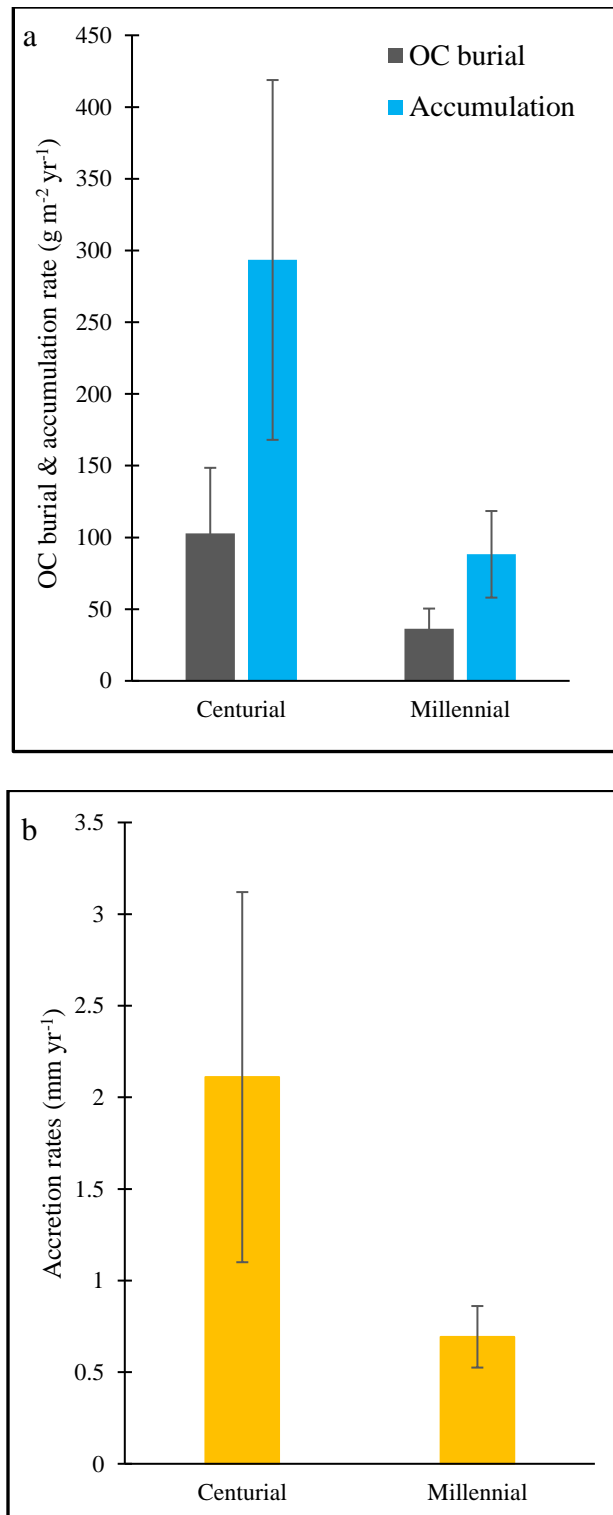 a
OC burial
Accumulation
OC burial & accumulation rate (g m⁻² yr⁻¹)
450
400
350
300
250
200
150
100
50
0
Centurial Millennial
b
Accretion rates (mm yr⁻¹)
3.5
3
2.5
2
1.5
1
0.5
0
Centurial Millennial